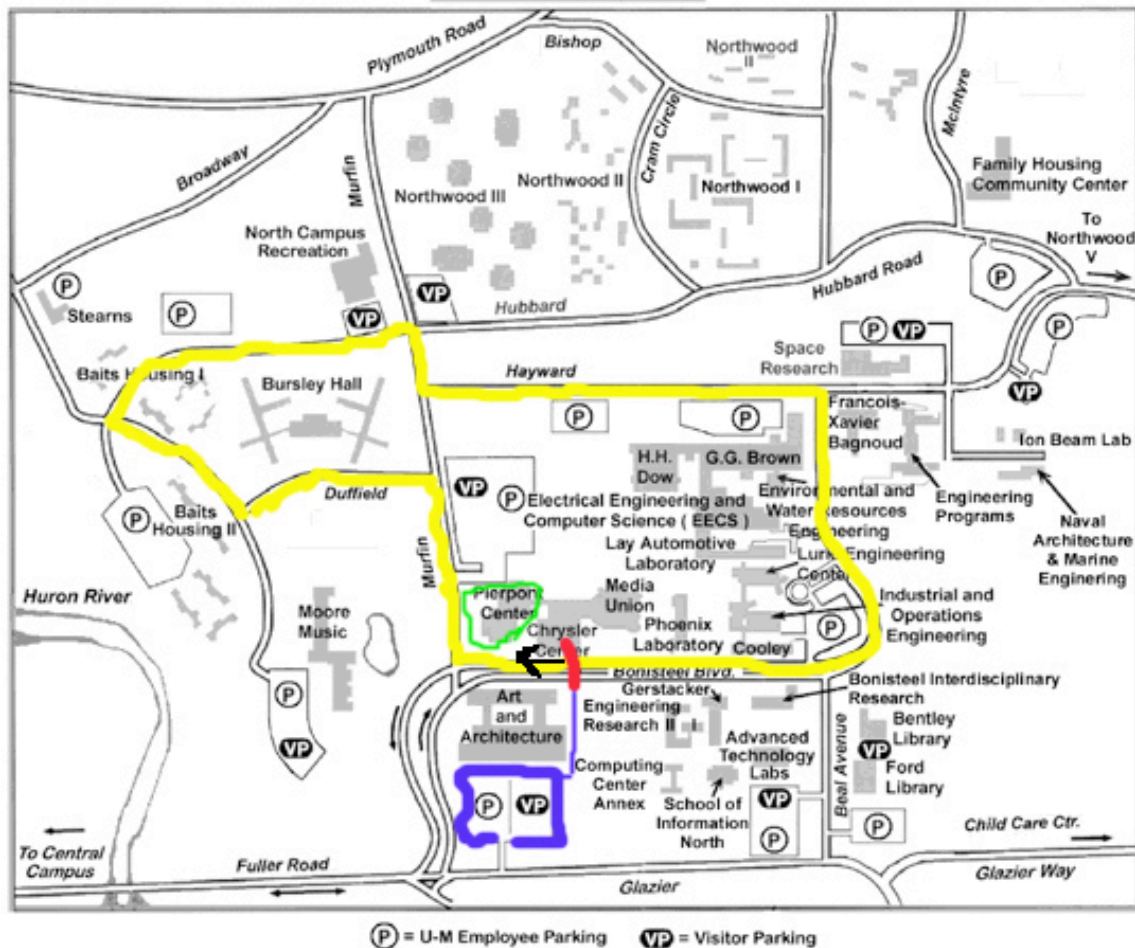 Plymouth Road
Bishop
Northwood
II
McIntyre
Cram Circle
Broadway
Murfin
Northwood III
Northwood II
Northwood I
Family Housing
Community Center
To
Northwood
V
North Campus
Recreation
P
Stearns
P
VP
VP
Hubbard
Hubbard Road
P
P
VP
P
Space
Research
VP
Baits Housing I
Bursley Hall
Hayward
P
P
Francois-
Xavier
Bagnoud
Ion Beam Lab
H.H.
Dow
G.G. Brown
VP
P
Duffield
P
Baits
Housing II
Electrical Engineering and
Computer Science ( EECS )
Environmental and
Water Resources
Engineering
Engineering
Programs
Naval
Architecture
& Marine
Enginering
Lay Automotive
Laboratory
Lurie Engineering
Center
Murfin
Huron River
Moore
Music
Pierpont
Center
Media
Union
Chrysler
Center
Phoenix
Laboratory
Cooley
P
Industrial and
Operations
Engineering
Bonisteel Blvd.
Bonisteel Interdisciplinary
Research
P
VP
Art
and
Architecture
Gerstacker
Engineering
Research II
I
Advanced
Technology
Labs
Computing
Center
Annex
School of
Information
North
Beal Avenue
Bentley
Library
VP
Ford
Library
P
VP
VP
P
P
Child Care Ctr.
To Central
Campus
Fuller Road
Glazier
Glazier Way
P = U-M Employee Parking VP = Visitor Parking